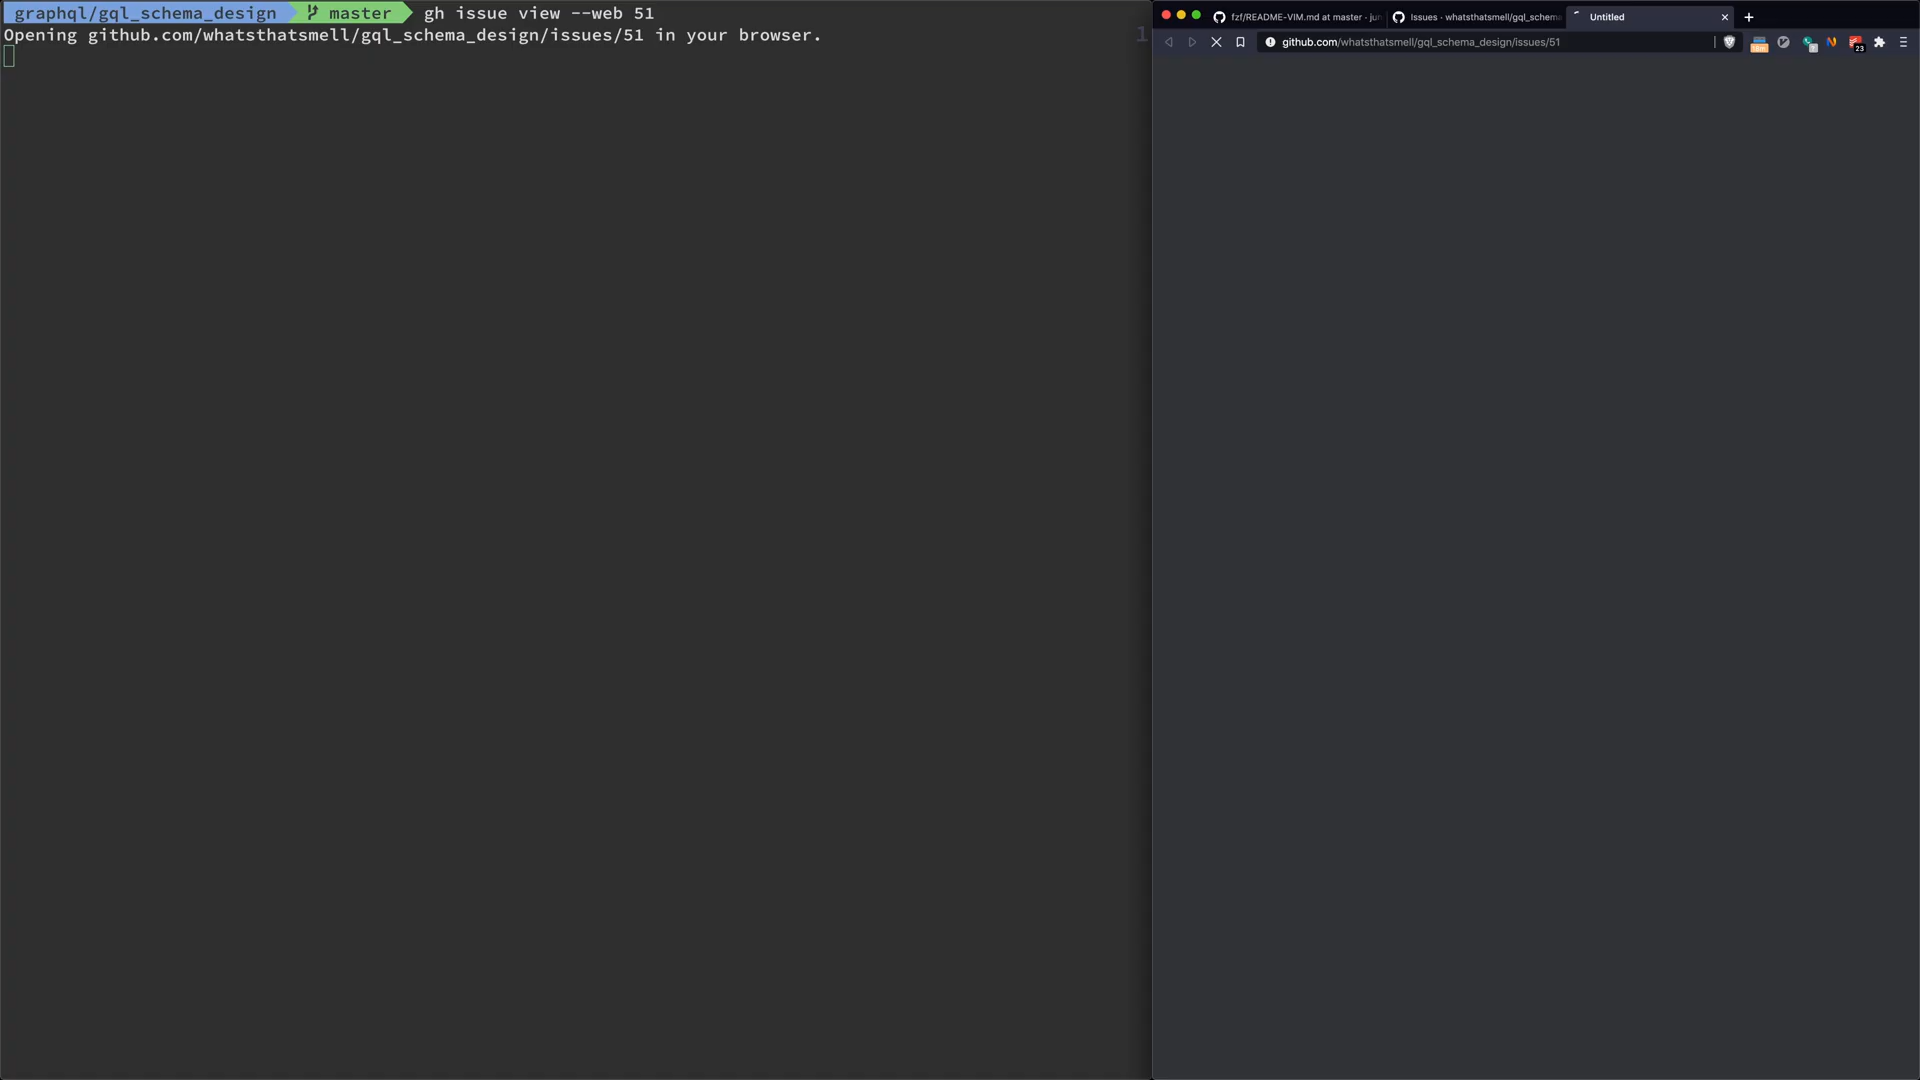 graphql/gql_schema_design master gh issue view --web 51
Opening github.com/whatsthatsmell/gql_schema_design/issues/51 in your browser.
1
fzf/README-VIM.md at master · jun
Issues · whatsthatsmell/gql_schema
Untitled
github.com/whatsthatsmell/gql_schema_design/issues/51
23